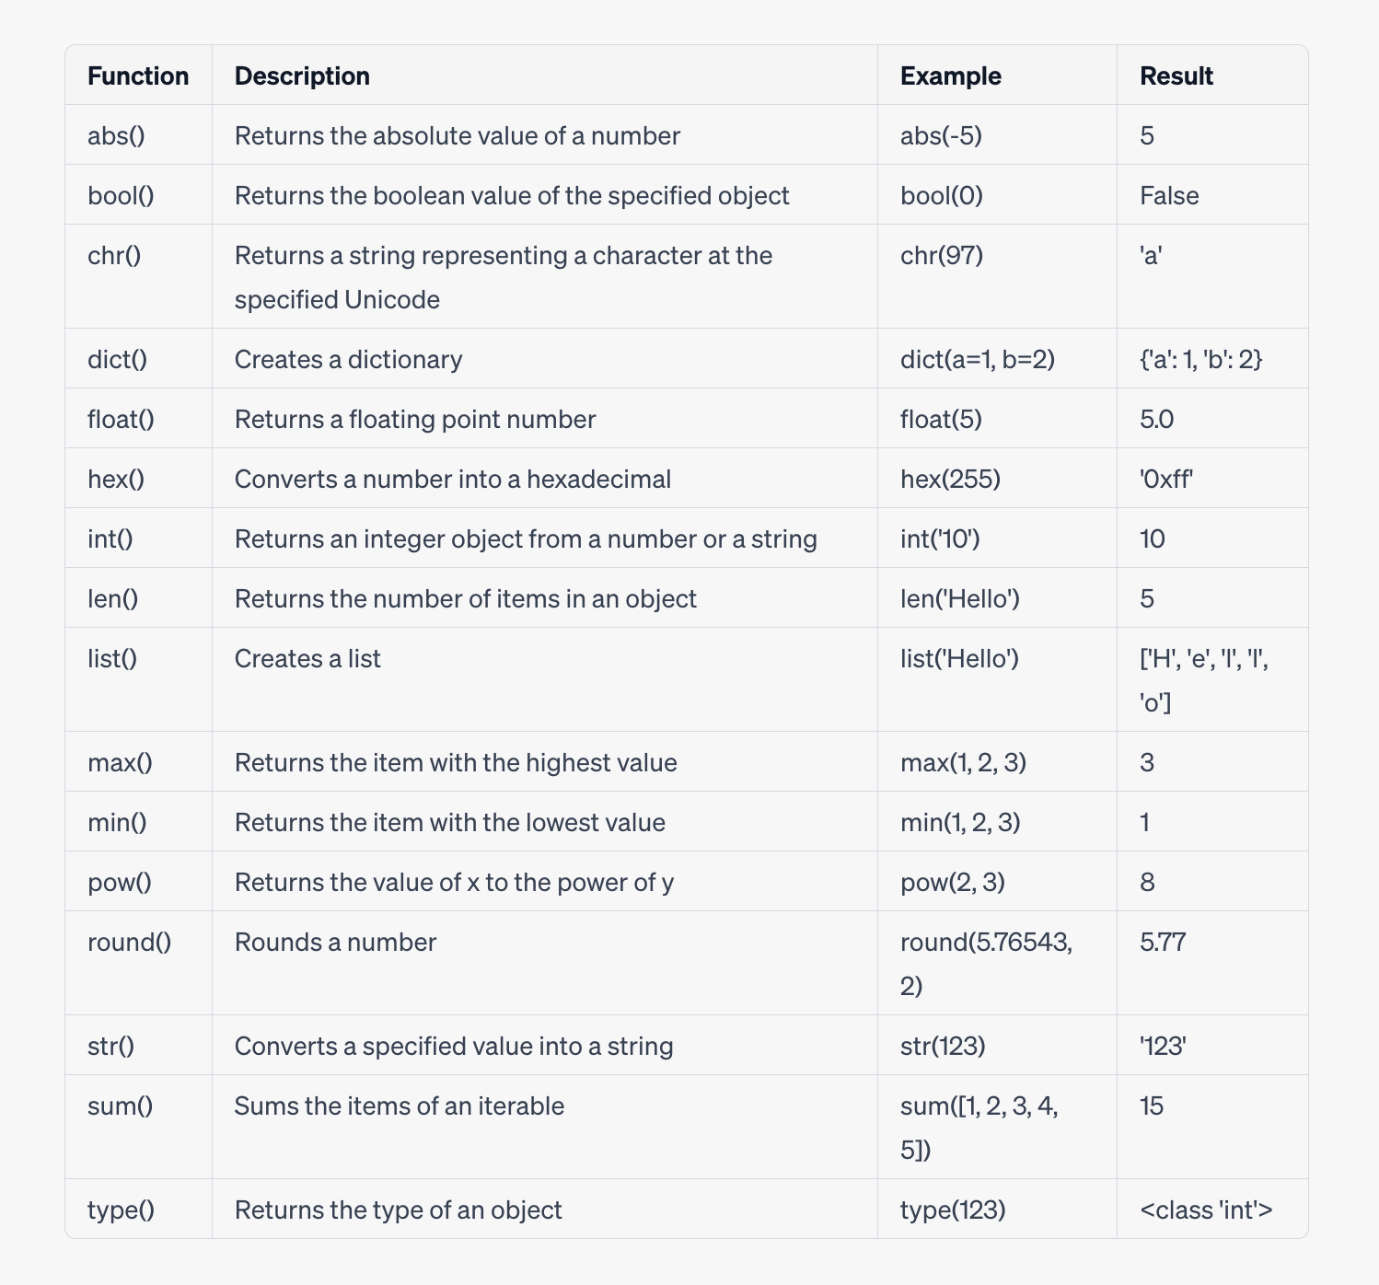 Function Description Example Result
abs() Returns the absolute value of a number abs(-5) 5
bool() Returns the boolean value of the specified object bool(0) False
chr() Returns a string representing a character at the chr(97) 'a'
specified Unicode
dict() Creates a dictionary dict(a=1, b=2) {'a': 1, 'b': 2}
float() Returns a floating point number float(5) 5.0
hex() Converts a number into a hexadecimal hex(255) '0xff'
int() Returns an integer object from a number or a string int('10') 10
len() Returns the number of items in an object len('Hello') 5
list() Creates a list list('Hello') ['H', 'e', 'l', 'l',
'o']
max() Returns the item with the highest value max(1, 2, 3) 3
min() Returns the item with the lowest value min(1, 2, 3) 1
pow() Returns the value of x to the power of y pow(2, 3) 8
round() Rounds a number round(5.76543, 5.77
2)
str() Converts a specified value into a string str(123) '123'
sum() Sums the items of an iterable sum([1, 2, 3, 4, 15
5])
type() Returns the type of an object type(123) <class 'int'>